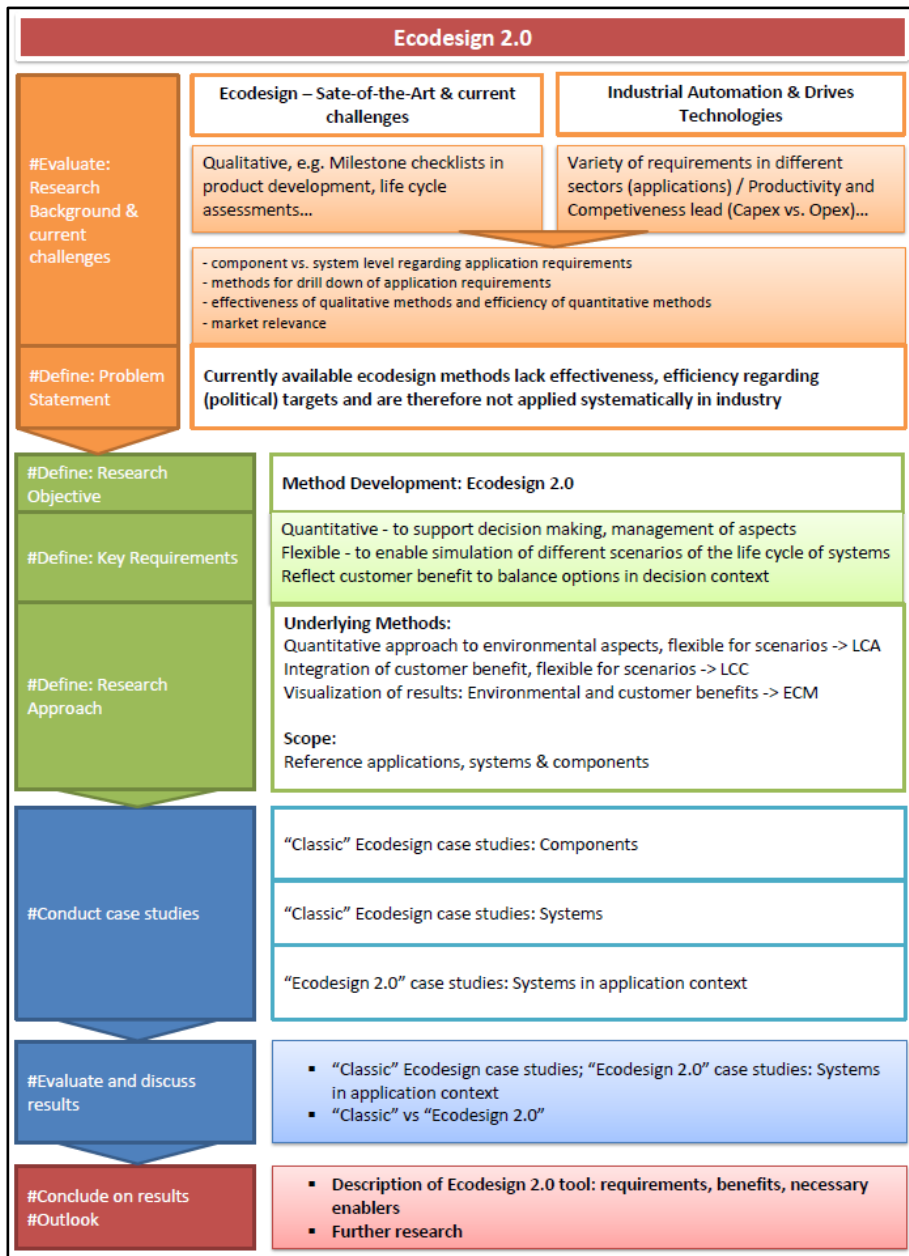 Ecodesign 2.0
#Evaluate:
Research
Background &
current
challenges
Ecodesign – Sate-of-the-Art & current
challenges
Industrial Automation & Drives
Technologies
Qualitative, e.g. Milestone checklists in
product development, life cycle
assessments...
Variety of requirements in different
sectors (applications) / Productivity and
Competiveness lead (Capex vs. Opex)...
- component vs. system level regarding application requirements
- methods for drill down of application requirements
- effectiveness of qualitative methods and efficiency of quantitative methods
- market relevance
#Define: Problem
Statement
Currently available ecodesign methods lack effectiveness, efficiency regarding
(political) targets and are therefore not applied systematically in industry
#Define: Research
Objective
Method Development: Ecodesign 2.0
#Define: Key Requirements
Quantitative - to support decision making, management of aspects
Flexible - to enable simulation of different scenarios of the life cycle of systems
Reflect customer benefit to balance options in decision context
#Define: Research
Approach
Underlying Methods:
Quantitative approach to environmental aspects, flexible for scenarios -> LCA
Integration of customer benefit, flexible for scenarios -> LCC
Visualization of results: Environmental and customer benefits -> ECM
Scope:
Reference applications, systems & components
#Conduct case studies
“Classic” Ecodesign case studies: Components
“Classic” Ecodesign case studies: Systems
“Ecodesign 2.0” case studies: Systems in application context
#Evaluate and discuss
results
▪ “Classic” Ecodesign case studies; “Ecodesign 2.0” case studies: Systems
in application context
▪ “Classic” vs “Ecodesign 2.0”
#Conclude on results
#Outlook
▪ Description of Ecodesign 2.0 tool: requirements, benefits, necessary
enablers
▪ Further research